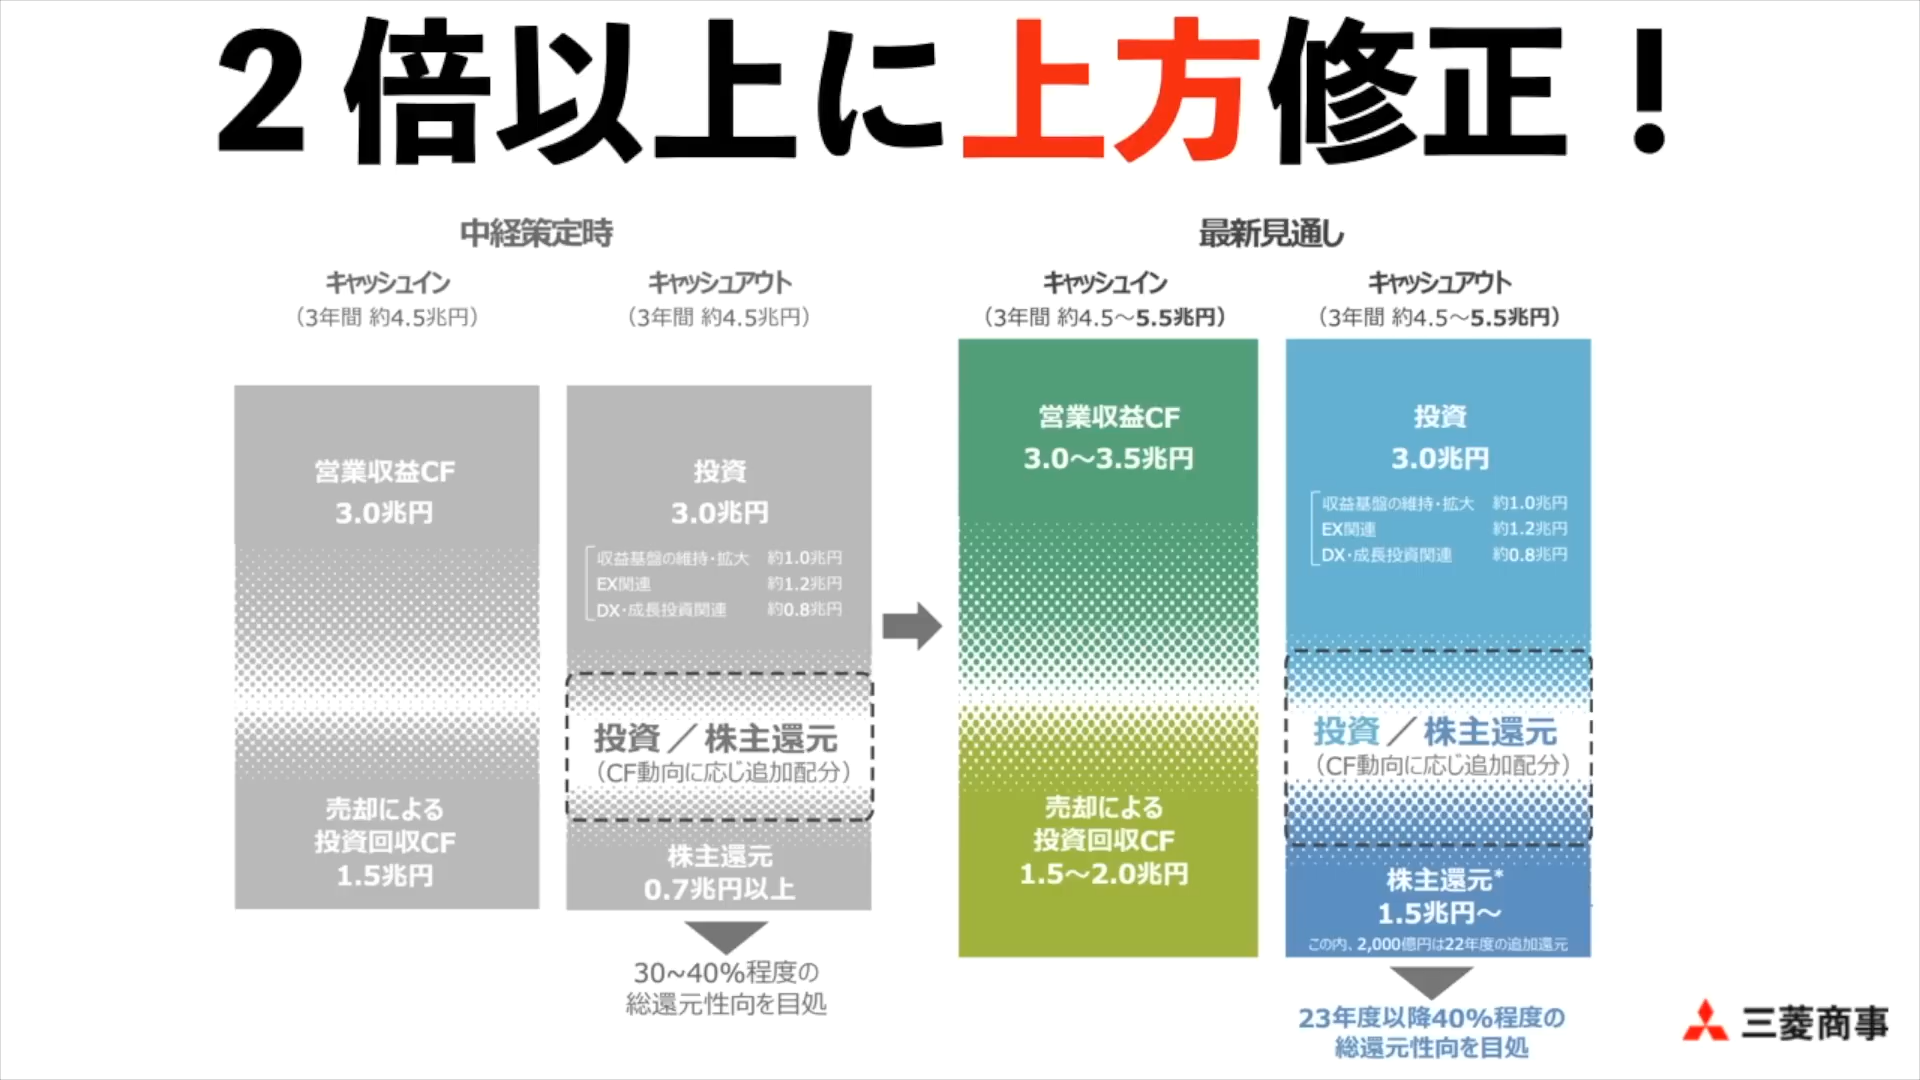 2倍以上に上方修正！
中経策定時
キャッシュイン
（3年間 約4.5兆円）
キャッシュアウト
（3年間 約4.5兆円）
営業収益CF
3.0兆円
売却による
投資回収CF
1.5兆円
投資
3.0兆円
収益基盤の維持・拡大 約1.0兆円
EX関連 約1.2兆円
DX・成長投資関連 約0.8兆円
投資／株主還元
（CF動向に応じ追加配分）
株主還元
0.7兆円以上
30~40%程度の
総還元性向を目処
最新見通し
キャッシュイン
（3年間 約4.5～5.5兆円）
キャッシュアウト
（3年間 約4.5～5.5兆円）
営業収益CF
3.0～3.5兆円
売却による
投資回収CF
1.5～2.0兆円
投資
3.0兆円
収益基盤の維持・拡大 約1.0兆円
EX関連 約1.2兆円
DX・成長投資関連 約0.8兆円
投資／株主還元
（CF動向に応じ追加配分）
株主還元*
1.5兆円～
この内、2,000億円は22年度の追加還元
23年度以降40%程度の
総還元性向を目処
三菱商事